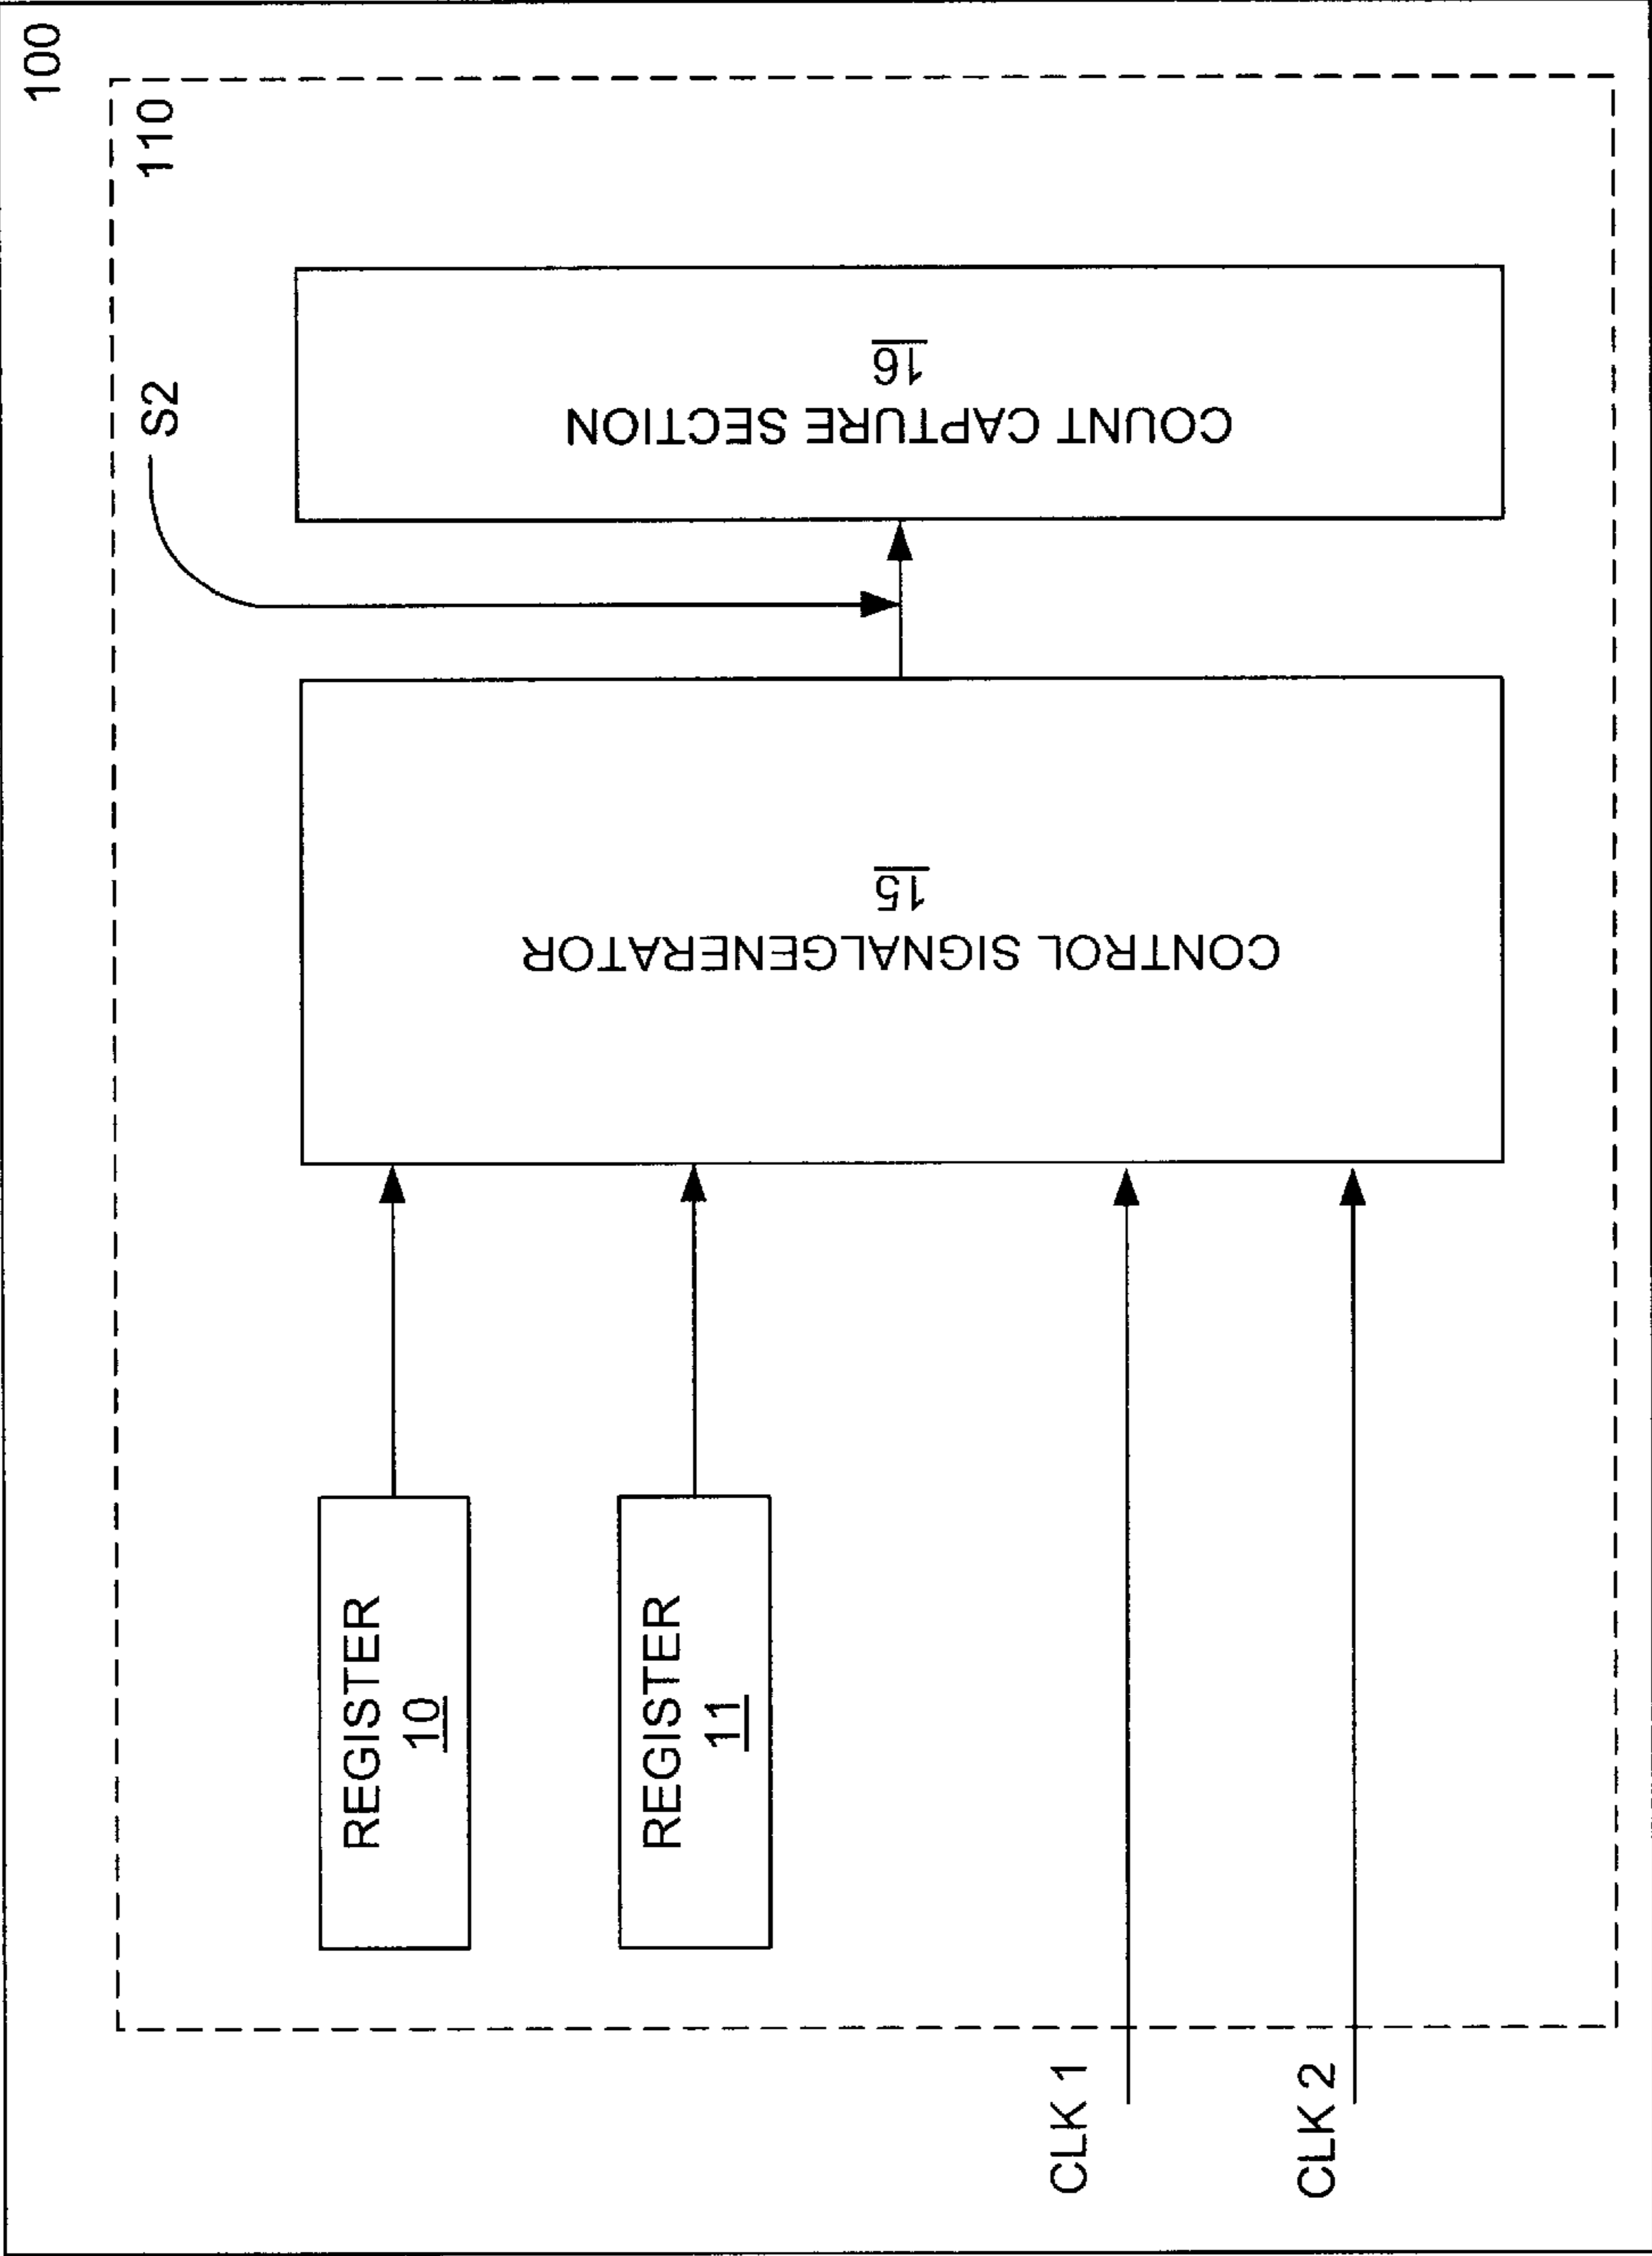 100
110
S2
REGISTER
10
REGISTER
11
CONTROL SIGNALGENERATOR
15
COUNT CAPTURE SECTION
16
CLK 1
CLK 2